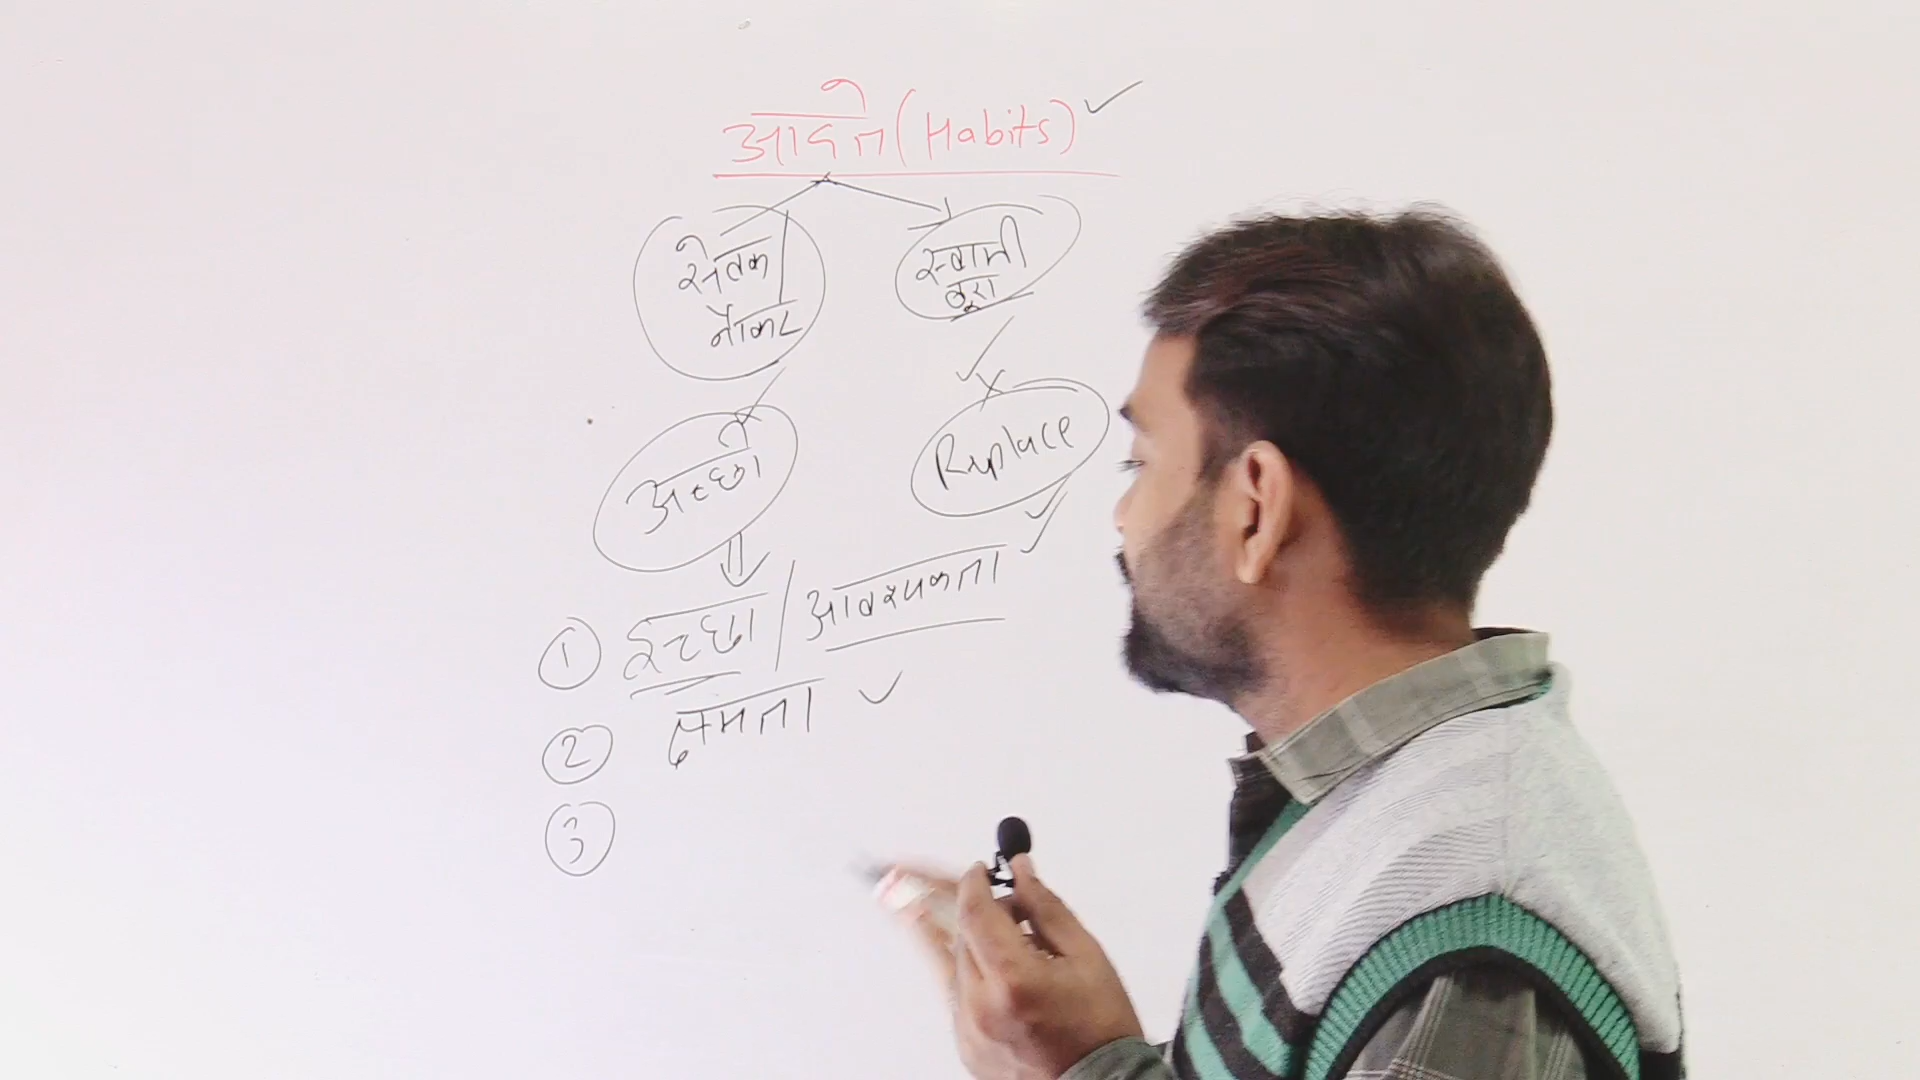 आदतें (Habits) ✓
सेवक
नौकर
स्वामी
बूरा
अच्छी
Replace
① इच्छा / आवश्यकता
② क्षमता ✓
③